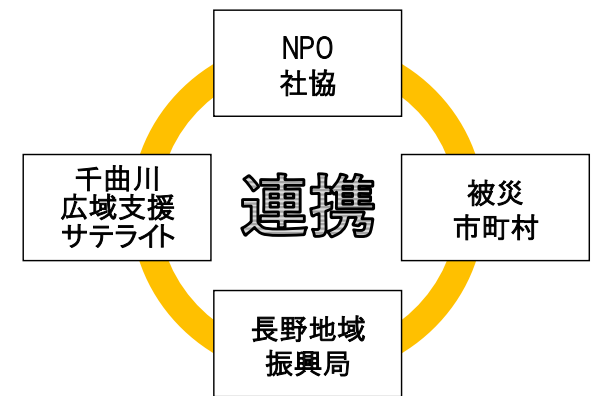 NPO
社協
千曲川
広域支援
サテライト
連携
被災
市町村
長野地域
振興局